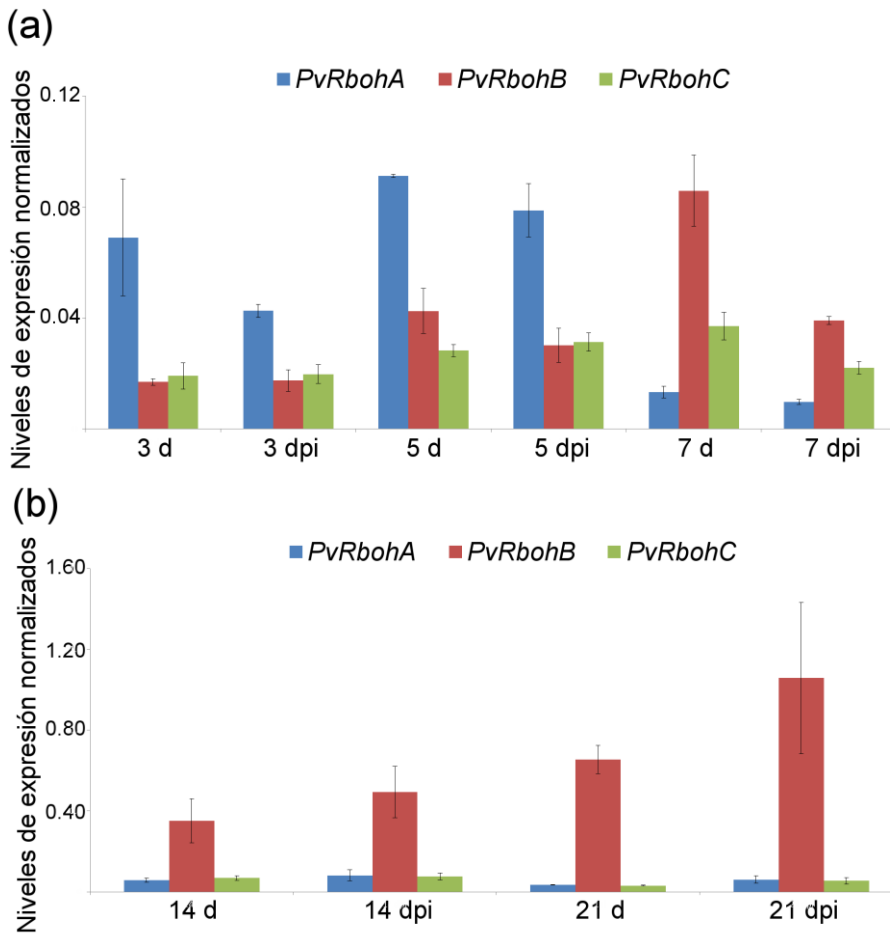 (a)
PvRbohA PvRbohB PvRbohC
Niveles de expresión normalizados
0.12
0.08
0.04
3 d 3 dpi 5 d 5 dpi 7 d 7 dpi
(b)
PvRbohA PvRbohB PvRbohC
Niveles de expresión normalizados
1.60
1.20
0.80
0.40
14 d 14 dpi 21 d 21 dpi